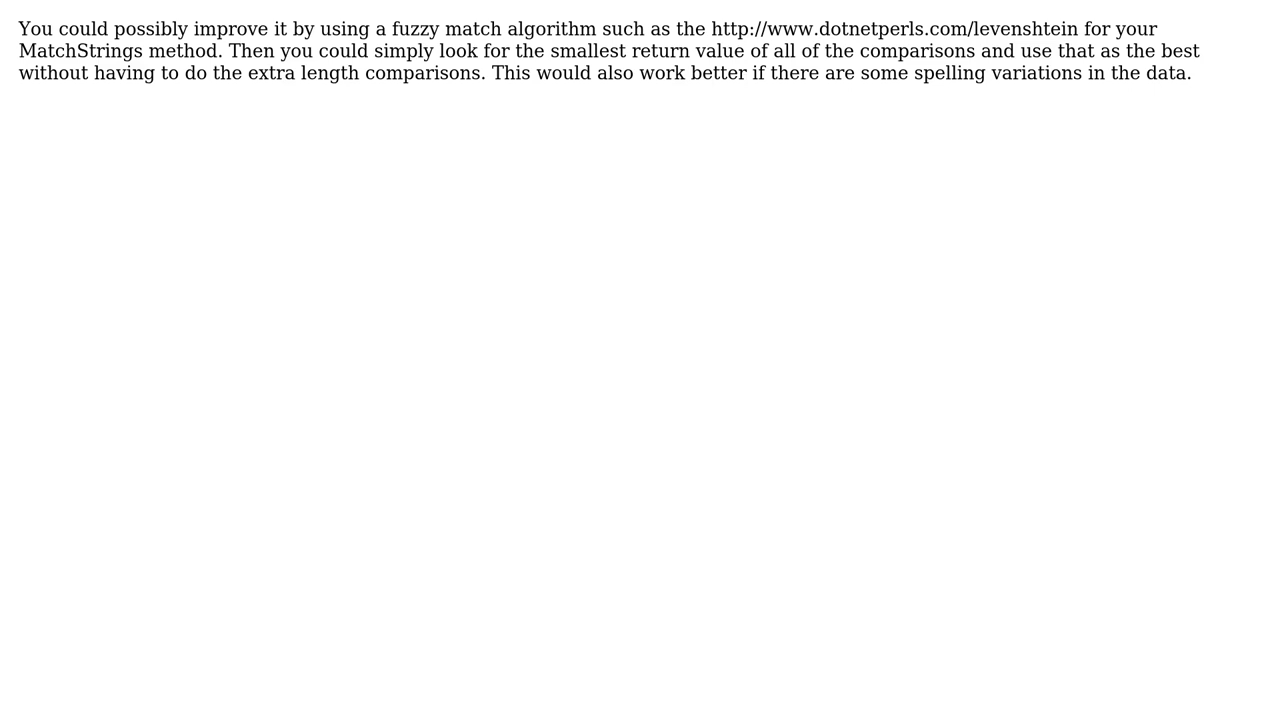 You could possibly improve it by using a fuzzy match algorithm such as the http://www.dotnetperls.com/levenshtein for your
MatchStrings method. Then you could simply look for the smallest return value of all of the comparisons and use that as the best
without having to do the extra length comparisons. This would also work better if there are some spelling variations in the data.